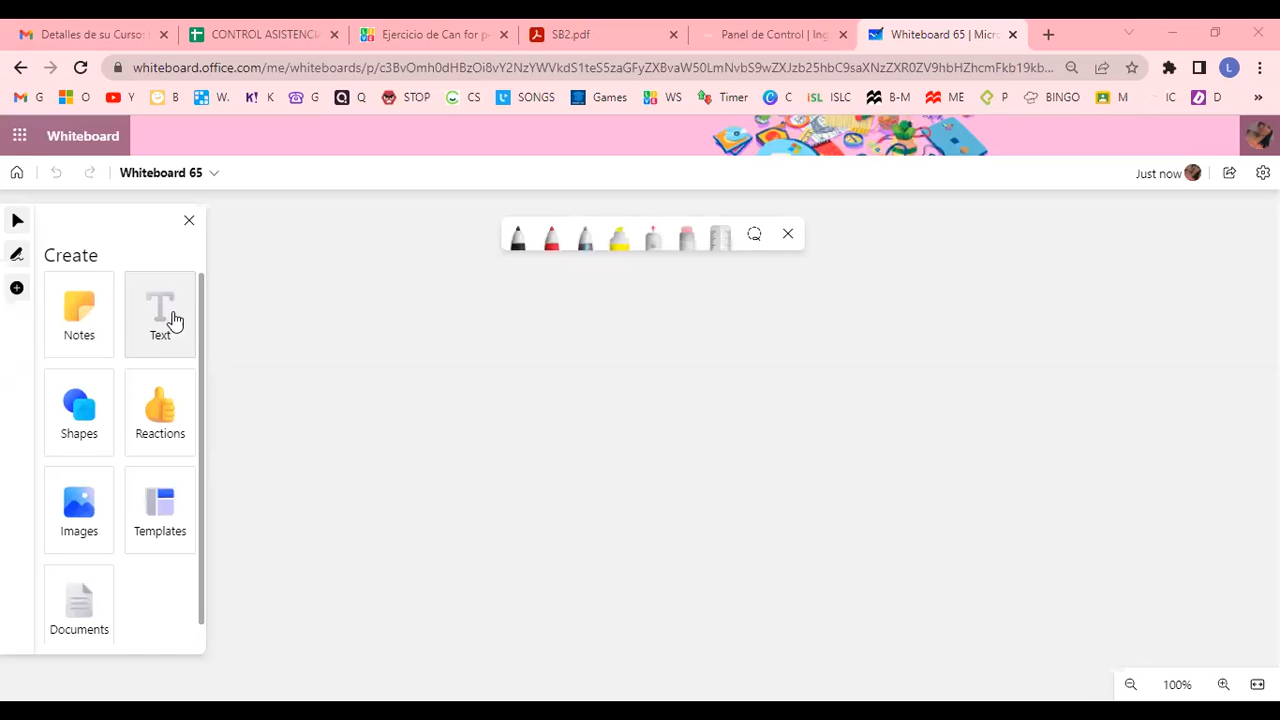 Detalles de su Curso:
CONTROL ASISTENCI
Ejercicio de Can for p
SB2.pdf
Panel de Control | Ing
Whiteboard 65 | Micr
whiteboard.office.com/me/whiteboards/p/c3BvOmh0dHBzOi8vY2NzYWVkdS1teS5zaGFyZXBvaW50LmNvbS9wZXJzb25hbC9saXNzZXR0ZV9hbHZhcmFkb19kb...
L
G O Y B W. K! K G Q STOP CS SONGS Games WS Timer C ISLC B-M ME P BINGO M IC D »
Whiteboard
Whiteboard 65
Just now
Create
Notes Text
Shapes Reactions
Images Templates
Documents
100%